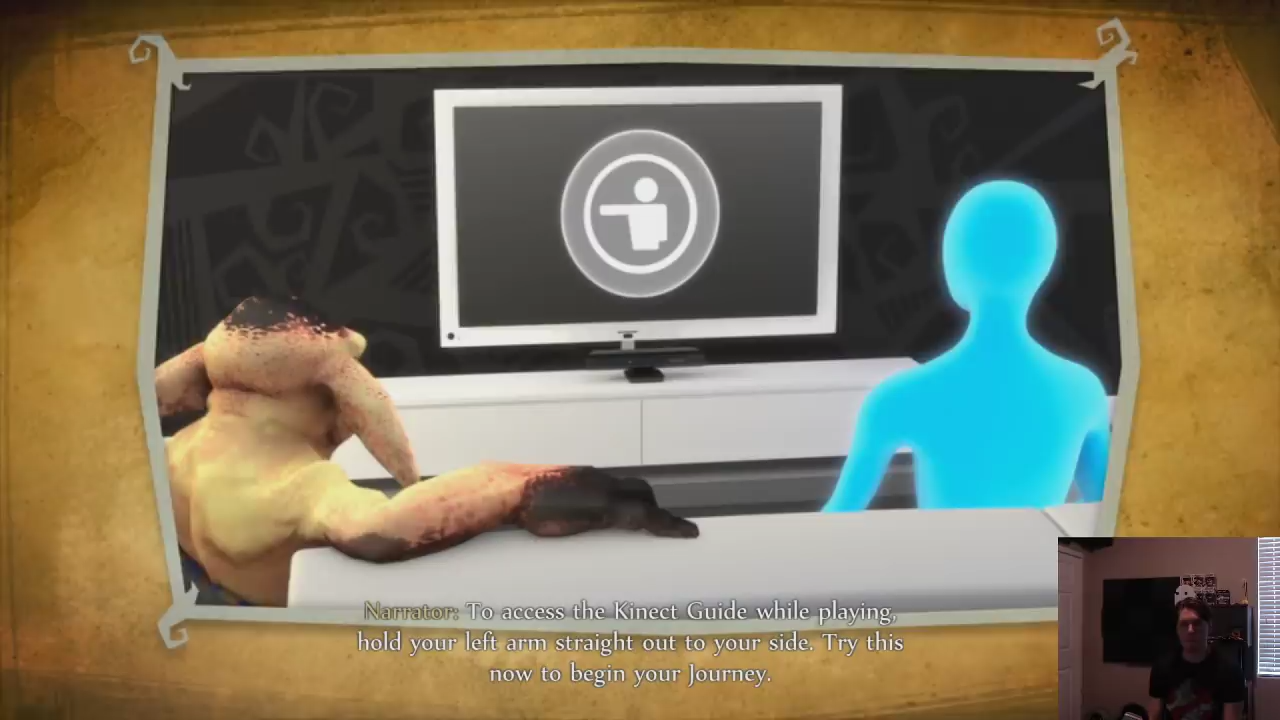 Narrator: To access the Kinect Guide while playing,
hold your left arm straight out to your side. Try this
now to begin your Journey.